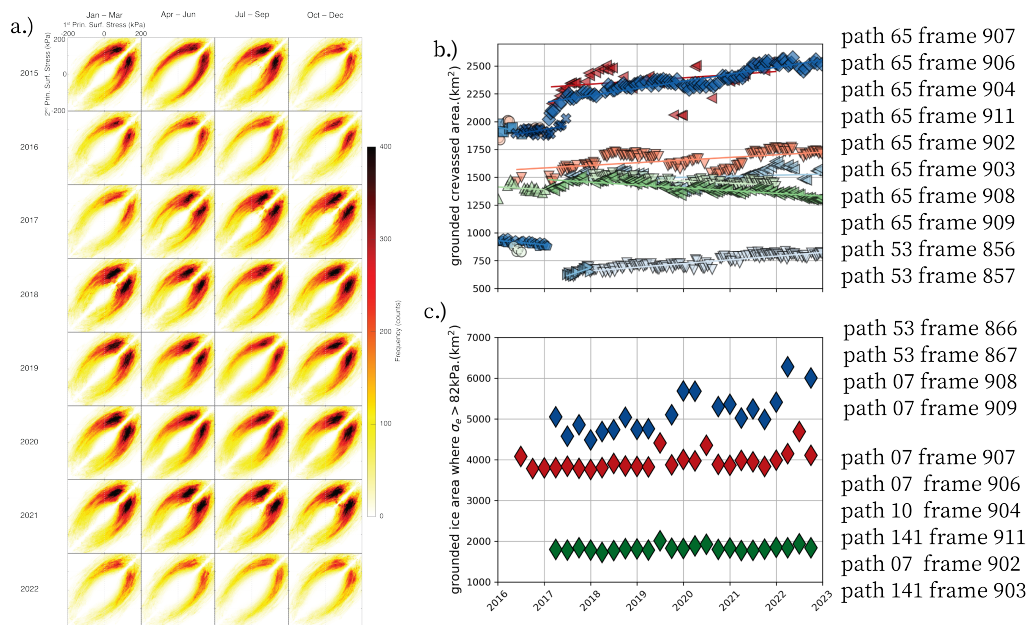 a.)
Jan – Mar
Apr – Jun
Jul – Sep
Oct – Dec
1st Prin. Surf. Stress (kPa)
-200
0
200
2nd Prin. Surf. Stress (kPa)
200
0
-200
2015
2016
2017
2018
2019
2020
2021
2022
400
300
200
100
0
Frequency (counts)
b.)
grounded crevassed area.(km²)
2500
2250
2000
1750
1500
1250
1000
750
500
c.)
grounded ice area where σₑ > 82kPa.(km²)
7000
6000
5000
4000
3000
2000
1000
2016
2017
2018
2019
2020
2021
2022
2023
path 65 frame 907
path 65 frame 906
path 65 frame 904
path 65 frame 911
path 65 frame 902
path 65 frame 903
path 65 frame 908
path 65 frame 909
path 53 frame 856
path 53 frame 857
path 53 frame 866
path 53 frame 867
path 07 frame 908
path 07 frame 909
path 07 frame 907
path 07 frame 906
path 10 frame 904
path 141 frame 911
path 07 frame 902
path 141 frame 903